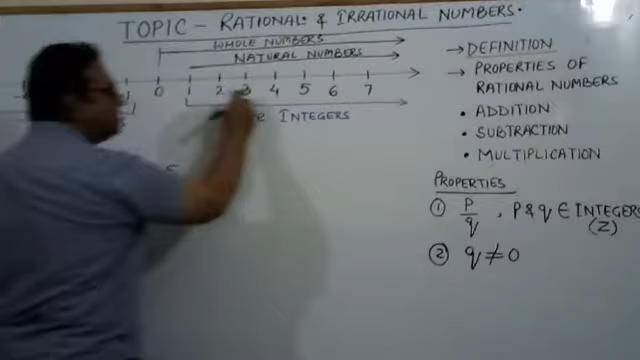 TOPIC - RATIONAL & IRRATIONAL NUMBERS.
WHOLE NUMBERS
NATURAL NUMBERS
0 1 2 3 4 5 6 7
INTEGERS
→ DEFINITION
→ PROPERTIES OF
RATIONAL NUMBERS
• ADDITION
• SUBTRACTION
• MULTIPLICATION
PROPERTIES
① P/q , P & q ∈ INTEGERS
(Z)
② q ≠ 0